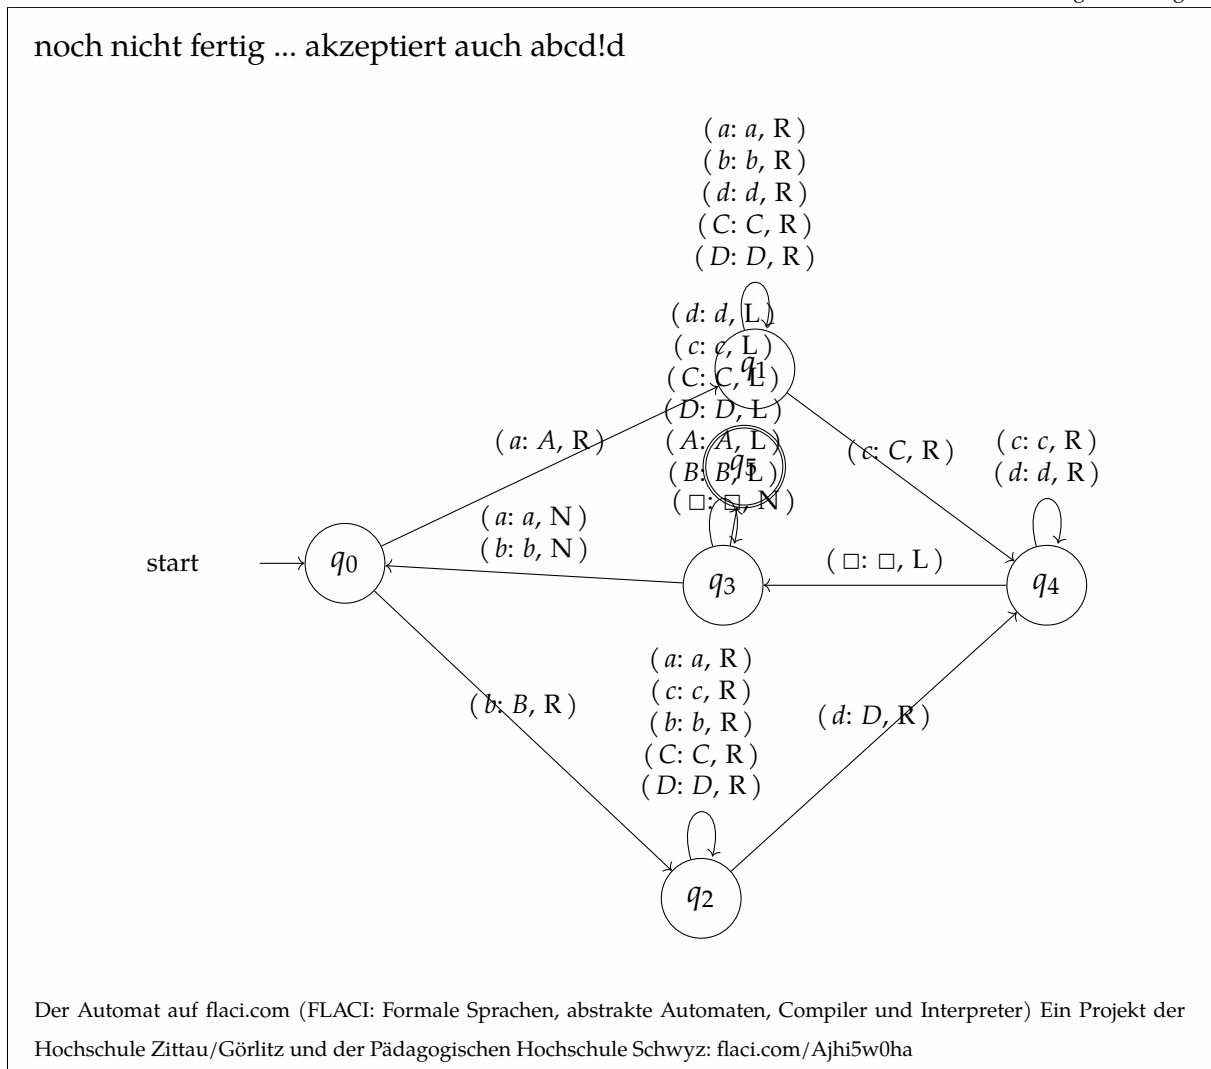 noch nicht fertig ... akzeptiert auch abcd!d
( a: a, R )
( b: b, R )
( d: d, R )
( C: C, R )
( D: D, R )
( d: d, L )
( c: c, L )
q1
( C: C, L )
( D: D, L )
( a: A, R )
( A: A, L )
( c: C, R )
( c: c, R )
q5
( B: B, L )
( d: d, R )
( □: □, N )
( a: a, N )
( b: b, N )
start
q0
( □: □, L )
q3
q4
( a: a, R )
( c: c, R )
( b: b, R )
( b: B, R )
( d: D, R )
( C: C, R )
( D: D, R )
q2
Der Automat auf flaci.com (FLACI: Formale Sprachen, abstrakte Automaten, Compiler und Interpreter) Ein Projekt der
Hochschule Zittau/Görlitz und der Pädagogischen Hochschule Schwyz: flaci.com/Ajhi5w0ha